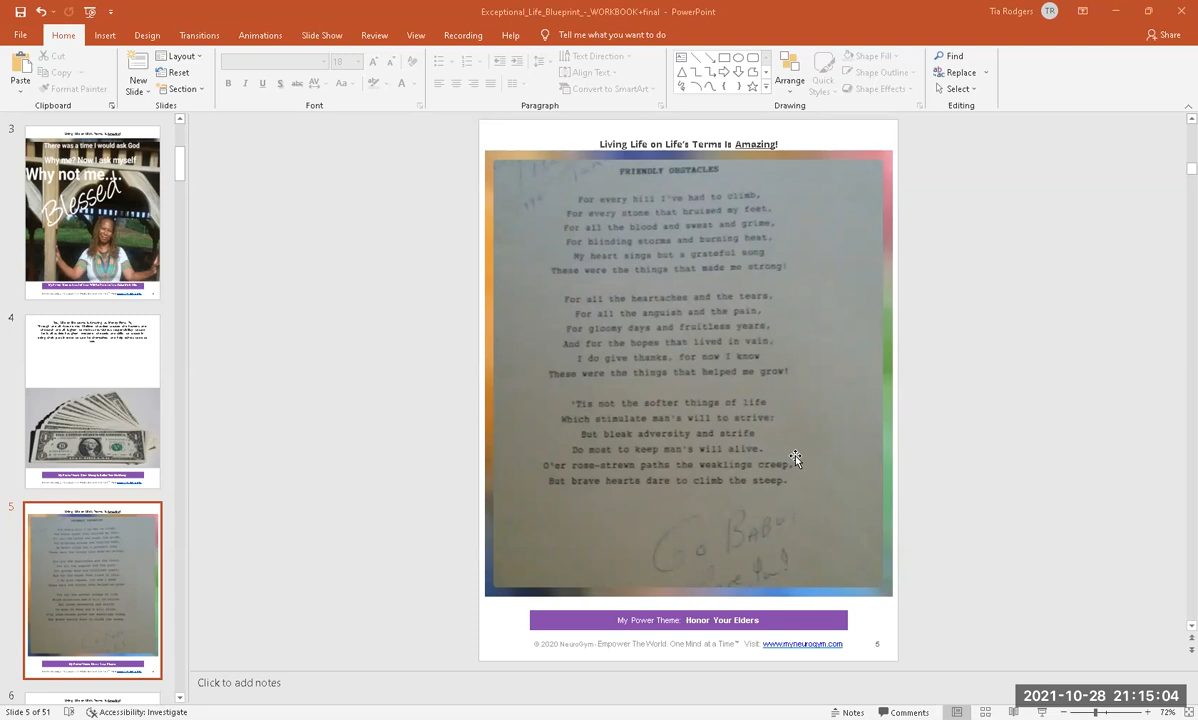 Exceptional_Life_Blueprint_-_WORKBOOK+final - PowerPoint
Tia Rodgers
TR
File Home Insert Design Transitions Animations Slide Show Review View Recording Help Tell me what you want to do
Share
Paste
Cut
Copy
Format Painter
Clipboard
New
Slide
Layout
Reset
Section
Slides
18
Font
Text Direction
Align Text
Convert to SmartArt
Paragraph
Arrange
Quick
Styles
Shape Fill
Shape Outline
Shape Effects
Drawing
Find
Replace
Select
Editing
3
There was a time I would ask God
Why me? Now I ask myself
Why not me....
Blessed
4
5
6
Living Life on Life's Terms Is Amazing!
FRIENDLY OBSTACLES
For every hill I've had to climb,
For every stone that bruised my feet,
For all the blood and sweat and grime,
For blinding storms and burning heat,
My heart sings but a grateful song
These were the things that made me strong!
For all the heartaches and the tears,
For all the anguish and the pain,
For gloomy days and fruitless years,
And for the hopes that lived in vain,
I do give thanks, for now I know
These were the things that helped me grow!
'Tis not the softer things of life
Which stimulate man's will to strive;
But bleak adversity and strife
Do most to keep man's will alive.
O'er rose-strewn paths the weaklings creep,
But brave hearts dare to climb the steep.
Go BABY
My Power Theme: Honor Your Elders
© 2020 NeuroGym - Empower The World: One Mind at a Time™ Visit: www.myneurogym.com 5
Click to add notes
2021-10-28 21:15:04
Slide 5 of 51 Accessibility: Investigate Notes Comments 72%